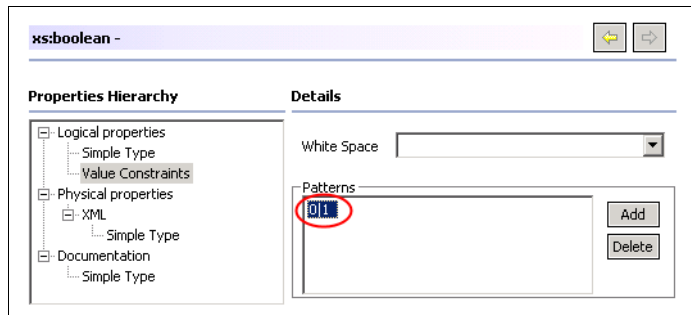 xs:boolean -
Properties Hierarchy
Logical properties
Simple Type
Value Constraints
Physical properties
XML
Simple Type
Documentation
Simple Type
Details
White Space
Patterns
0|1
Add
Delete